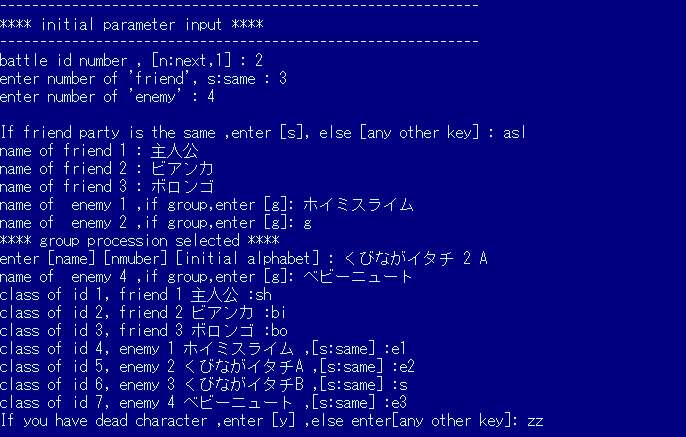 ------------------------------------------------------------
**** initial parameter input ****
------------------------------------------------------------
battle id number , [n:next,1] : 2
enter number of 'friend', s:same : 3
enter number of 'enemy' : 4
If friend party is the same ,enter [s], else [any other key] : asl
name of friend 1 : 主人公
name of friend 2 : ビアンカ
name of friend 3 : ボロンゴ
name of  enemy 1 ,if group,enter [g]: ホイミスライム
name of  enemy 2 ,if group,enter [g]: g
**** group procession selected ****
enter [name] [nmuber] [initial alphabet] : くびながイタチ 2 A
name of  enemy 4 ,if group,enter [g]: ベビーニュート
class of id 1, friend 1 主人公 :sh
class of id 2, friend 2 ビアンカ :bi
class of id 3, friend 3 ボロンゴ :bo
class of id 4, enemy 1 ホイミスライム ,[s:same] :e1
class of id 5, enemy 2 くびながイタチA ,[s:same] :e2
class of id 6, enemy 3 くびながイタチB ,[s:same] :s
class of id 7, enemy 4 ベビーニュート ,[s:same] :e3
If you have dead character ,enter [y] ,else enter[any other key]: zz